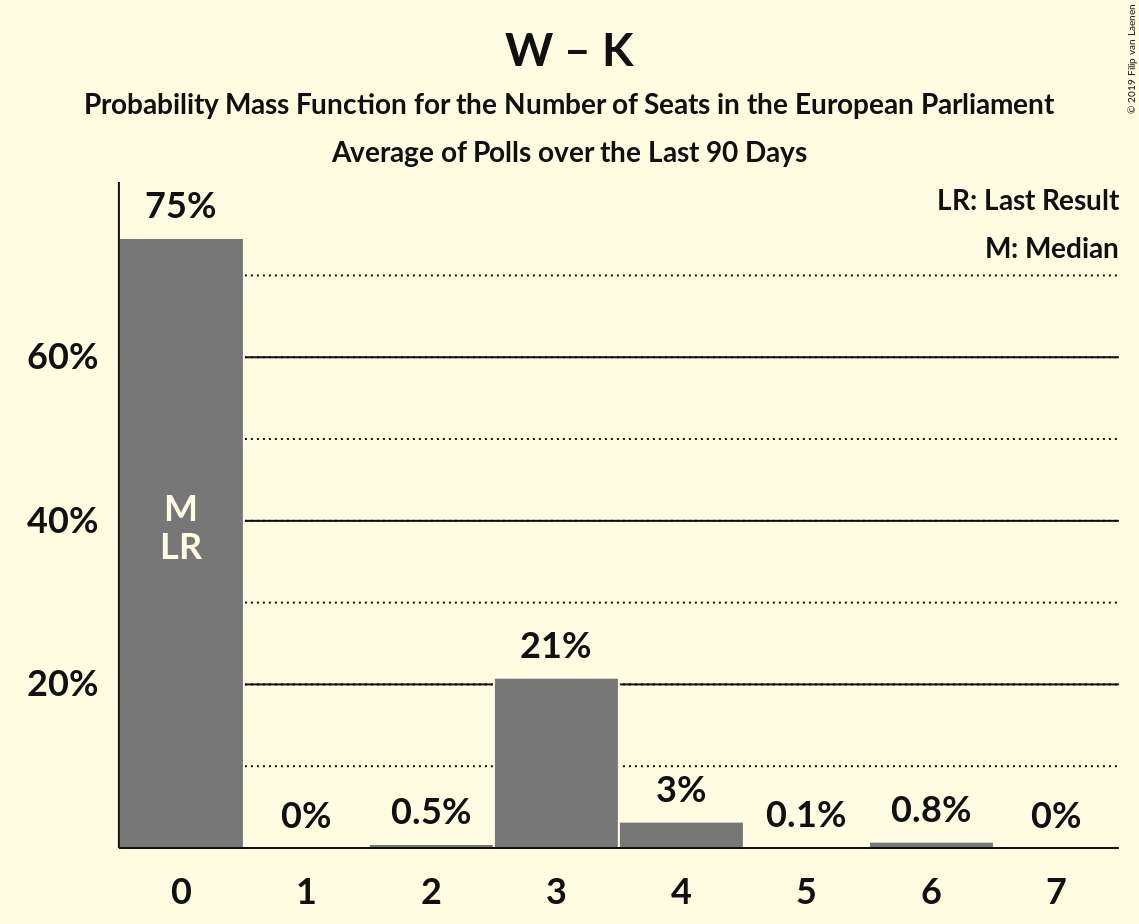 W – K
Probability Mass Function for the Number of Seats in the European Parliament
Average of Polls over the Last 90 Days
© 2019 Filip van Laenen
LR: Last Result
M: Median
75%
60%
40%
20%
M
LR
0%
0.5%
21%
3%
0.1%
0.8%
0%
0 1 2 3 4 5 6 7